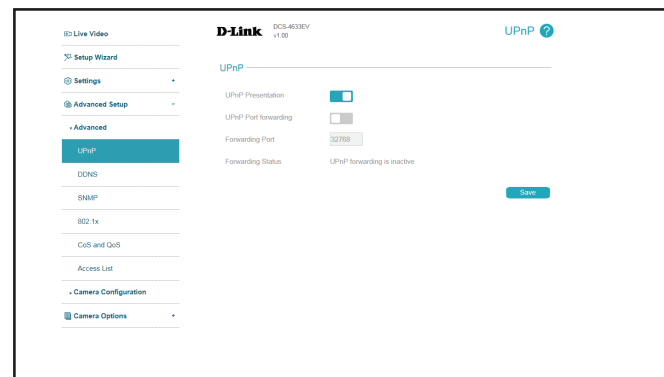 Live Video
Setup Wizard
Settings +
Advanced Setup -
Advanced
UPnP
DDNS
SNMP
802.1x
CoS and QoS
Access List
Camera Configuration
Camera Options +
D-Link DCS-4633EV
v1.00
UPnP ?
UPnP
UPnP Presentation
UPnP Port forwarding
Forwarding Port 32768
Forwarding Status UPnP forwarding is inactive
Save